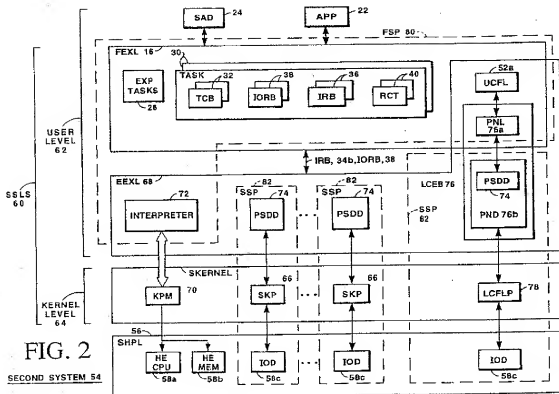 SAD 24
APP 22
FSP 80
FEXL 16
30
TASK
EXP TASKS
28
32
TCB
38
IORB
36
IRB
40
RCT
52a
UCFL
PNL 76a
USER LEVEL 62
SSLS 60
IRB, 34b, IORB, 38
EEXL 68
72
INTERPRETER
82
SSP
74
PSDD
82
SSP
74
PSDD
LCEB 76
SSP 82
PSDD
74
PND 76b
SKERNEL
KERNEL LEVEL 64
KPM
70
66
SKP
66
SKP
78
LCFLP
56
SHPL
FIG. 2
SECOND SYSTEM 54
HE CPU
58a
HE MEM
58b
IOD
58c
IOD
58c
IOD
58c